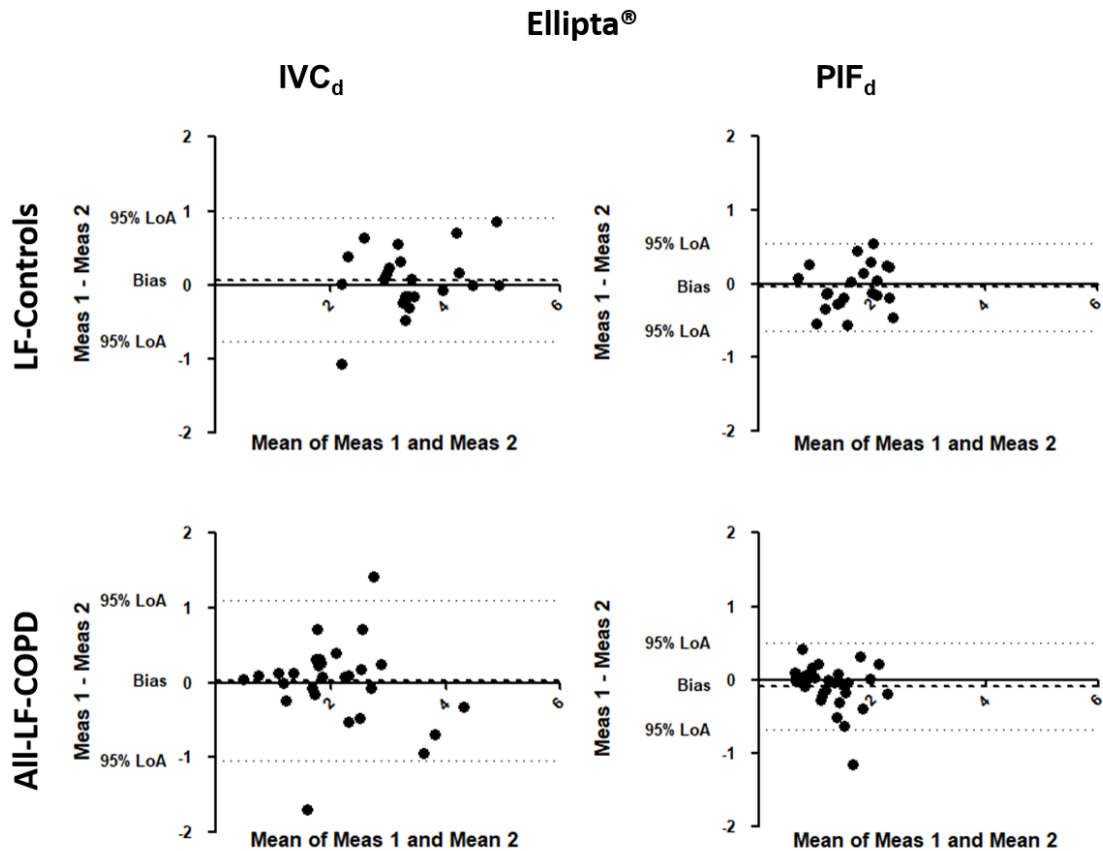 Ellipta®
IVCd
PIFd
LF-Controls
Meas 1 - Meas 2
2
1
0
-1
-2
95% LoA
Bias
95% LoA
2
4
6
Mean of Meas 1 and Meas 2
Meas 1 - Meas 2
2
1
0
-1
-2
95% LoA
Bias
95% LoA
2
4
6
Mean of Meas 1 and Meas 2
All-LF-COPD
Meas 1 - Meas 2
2
1
0
-1
-2
95% LoA
Bias
95% LoA
2
4
6
Mean of Meas 1 and Mean 2
Meas 1 - Meas 2
2
1
0
-1
-2
95% LoA
Bias
95% LoA
2
4
6
Mean of Meas 1 and Mean 2